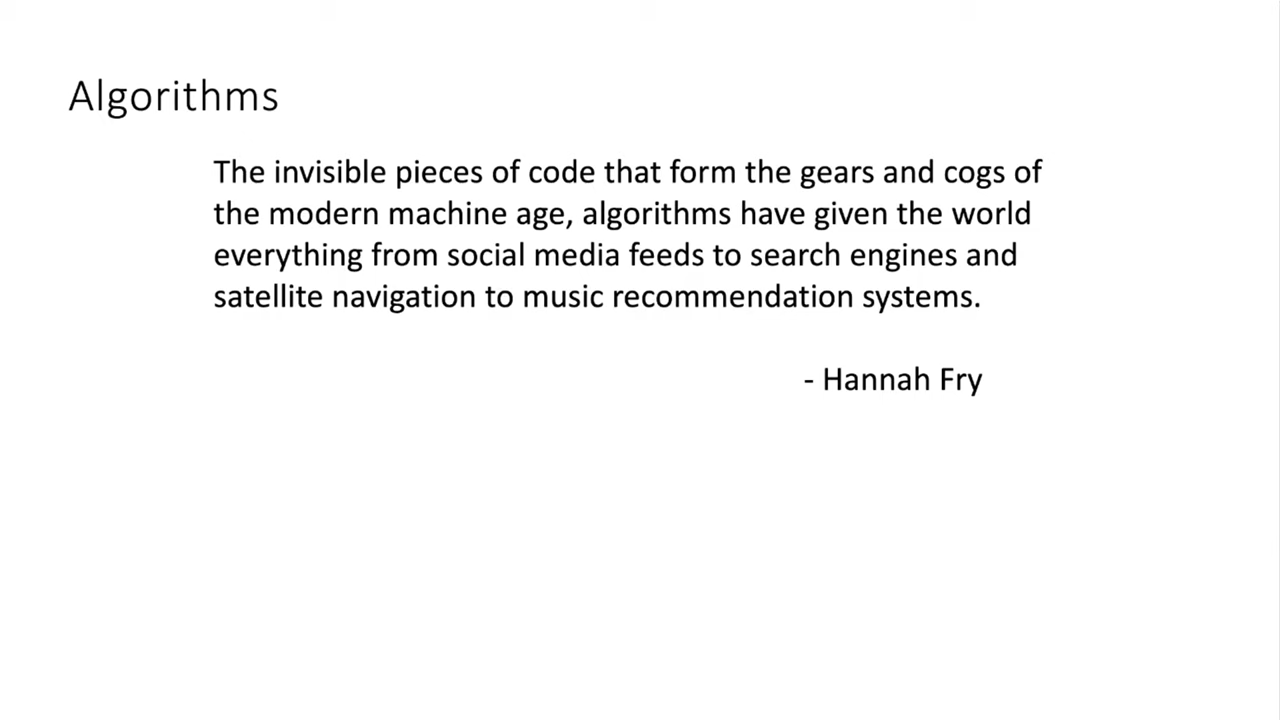 Algorithms
The invisible pieces of code that form the gears and cogs of
the modern machine age, algorithms have given the world
everything from social media feeds to search engines and
satellite navigation to music recommendation systems.
- Hannah Fry